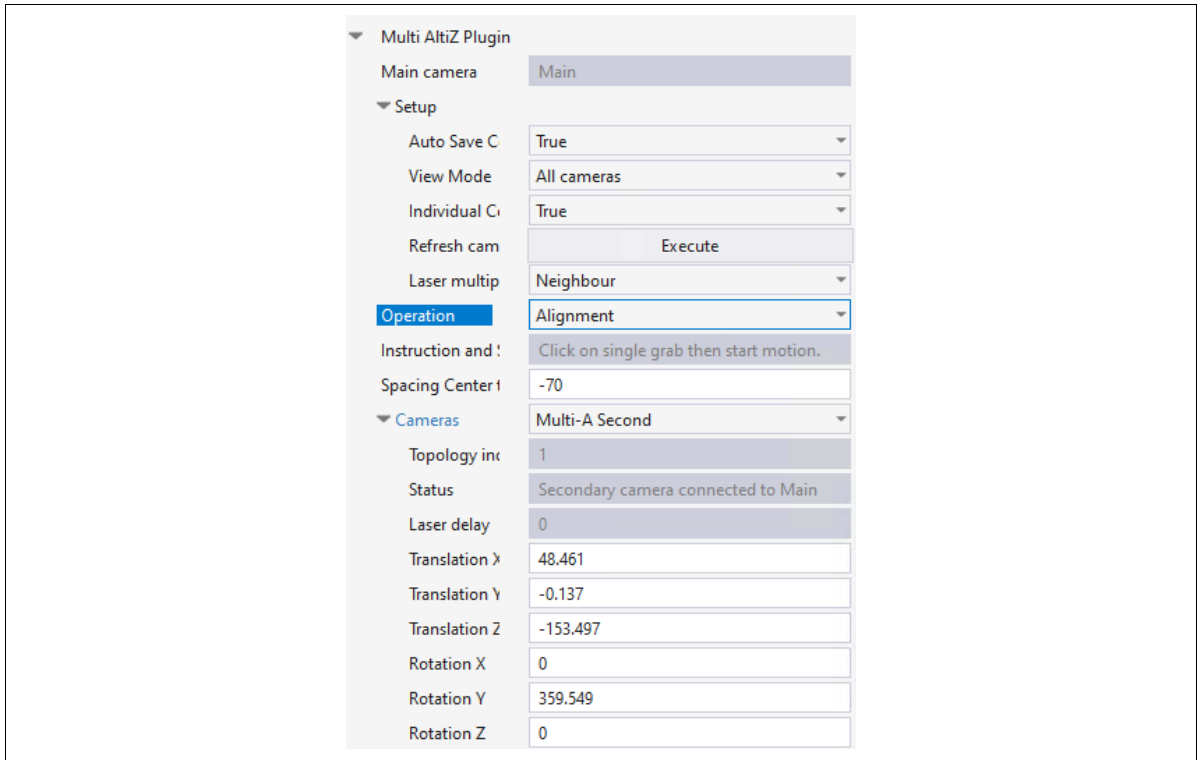 Multi AltiZ Plugin
Main camera Main
Setup
Auto Save C True
View Mode All cameras
Individual C True
Refresh cam Execute
Laser multip Neighbour
Operation Alignment
Instruction and Click on single grab then start motion.
Spacing Center -70
Cameras Multi-A Second
Topology ind 1
Status Secondary camera connected to Main
Laser delay 0
Translation X 48.461
Translation Y -0.137
Translation Z -153.497
Rotation X 0
Rotation Y 359.549
Rotation Z 0